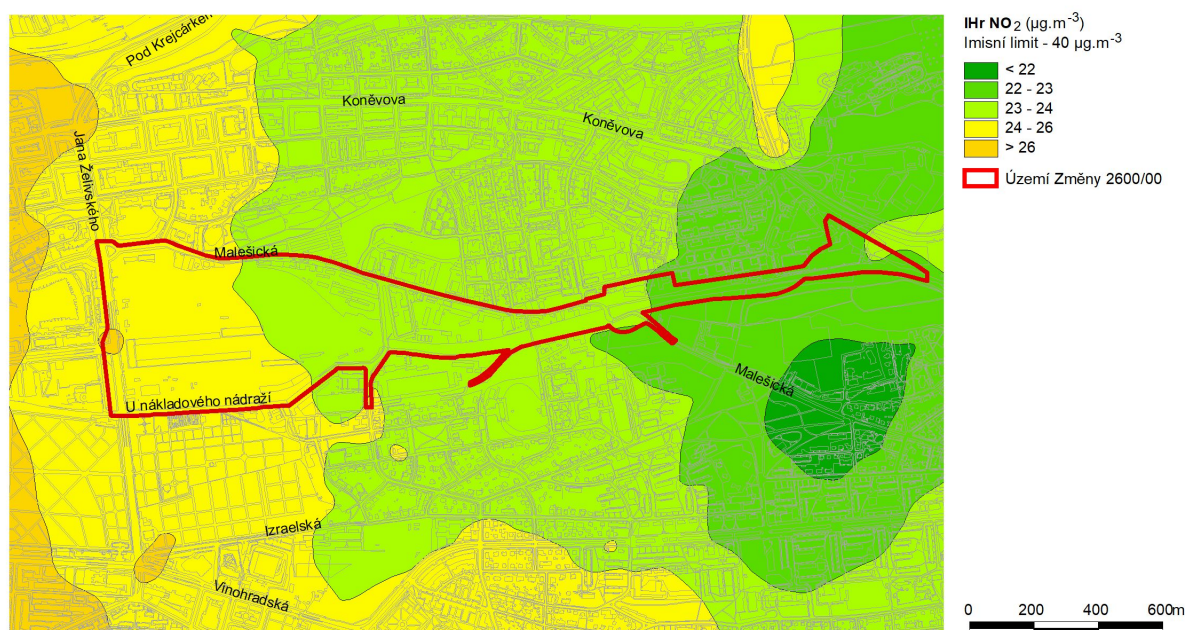 Pod Krejcárkem
Koněvova
Koněvova
Jana Želivského
Malešická
Malešická
U nákladového nádraží
Izraelská
Vinohradská
IHr NO2 (µg.m-3)
Imisní limit - 40 µg.m-3
< 22
22 - 23
23 - 24
24 - 26
> 26
Území Změny 2600/00
0 200 400 600m